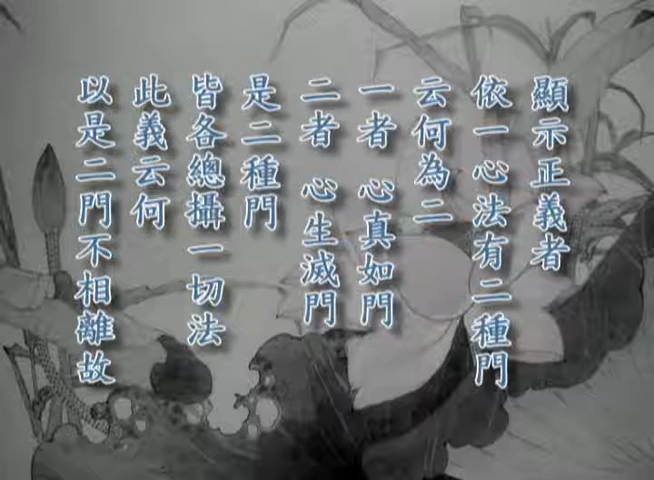 顯示正義者
依一心法有二種門
云何為二
一者 心真如門
二者 心生滅門
是二種門
皆各總攝一切法
此義云何
以是二門不相離故